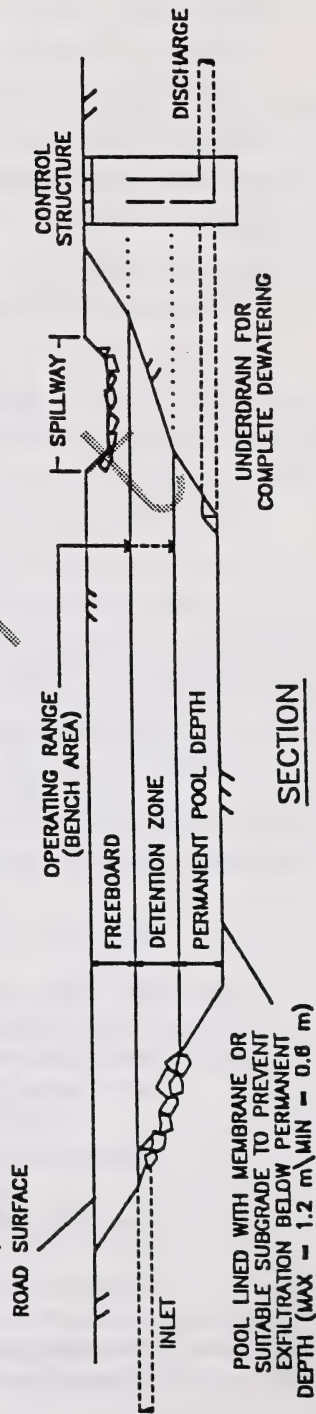 ROAD SURFACE
OPERATING RANGE
(BENCH AREA)
SPILLWAY
CONTROL
STRUCTURE
FREEBOARD
DETENTION ZONE
PERMANENT POOL DEPTH
INLET
DISCHARGE
UNDERDRAIN FOR
COMPLETE DEWATERING
POOL LINED WITH MEMBRANE OR
SUITABLE SUBGRADE TO PREVENT
EXFILTRATION BELOW PERMANENT
DEPTH (MAX = 1.2 m\MIN = 0.6 m)
SECTION